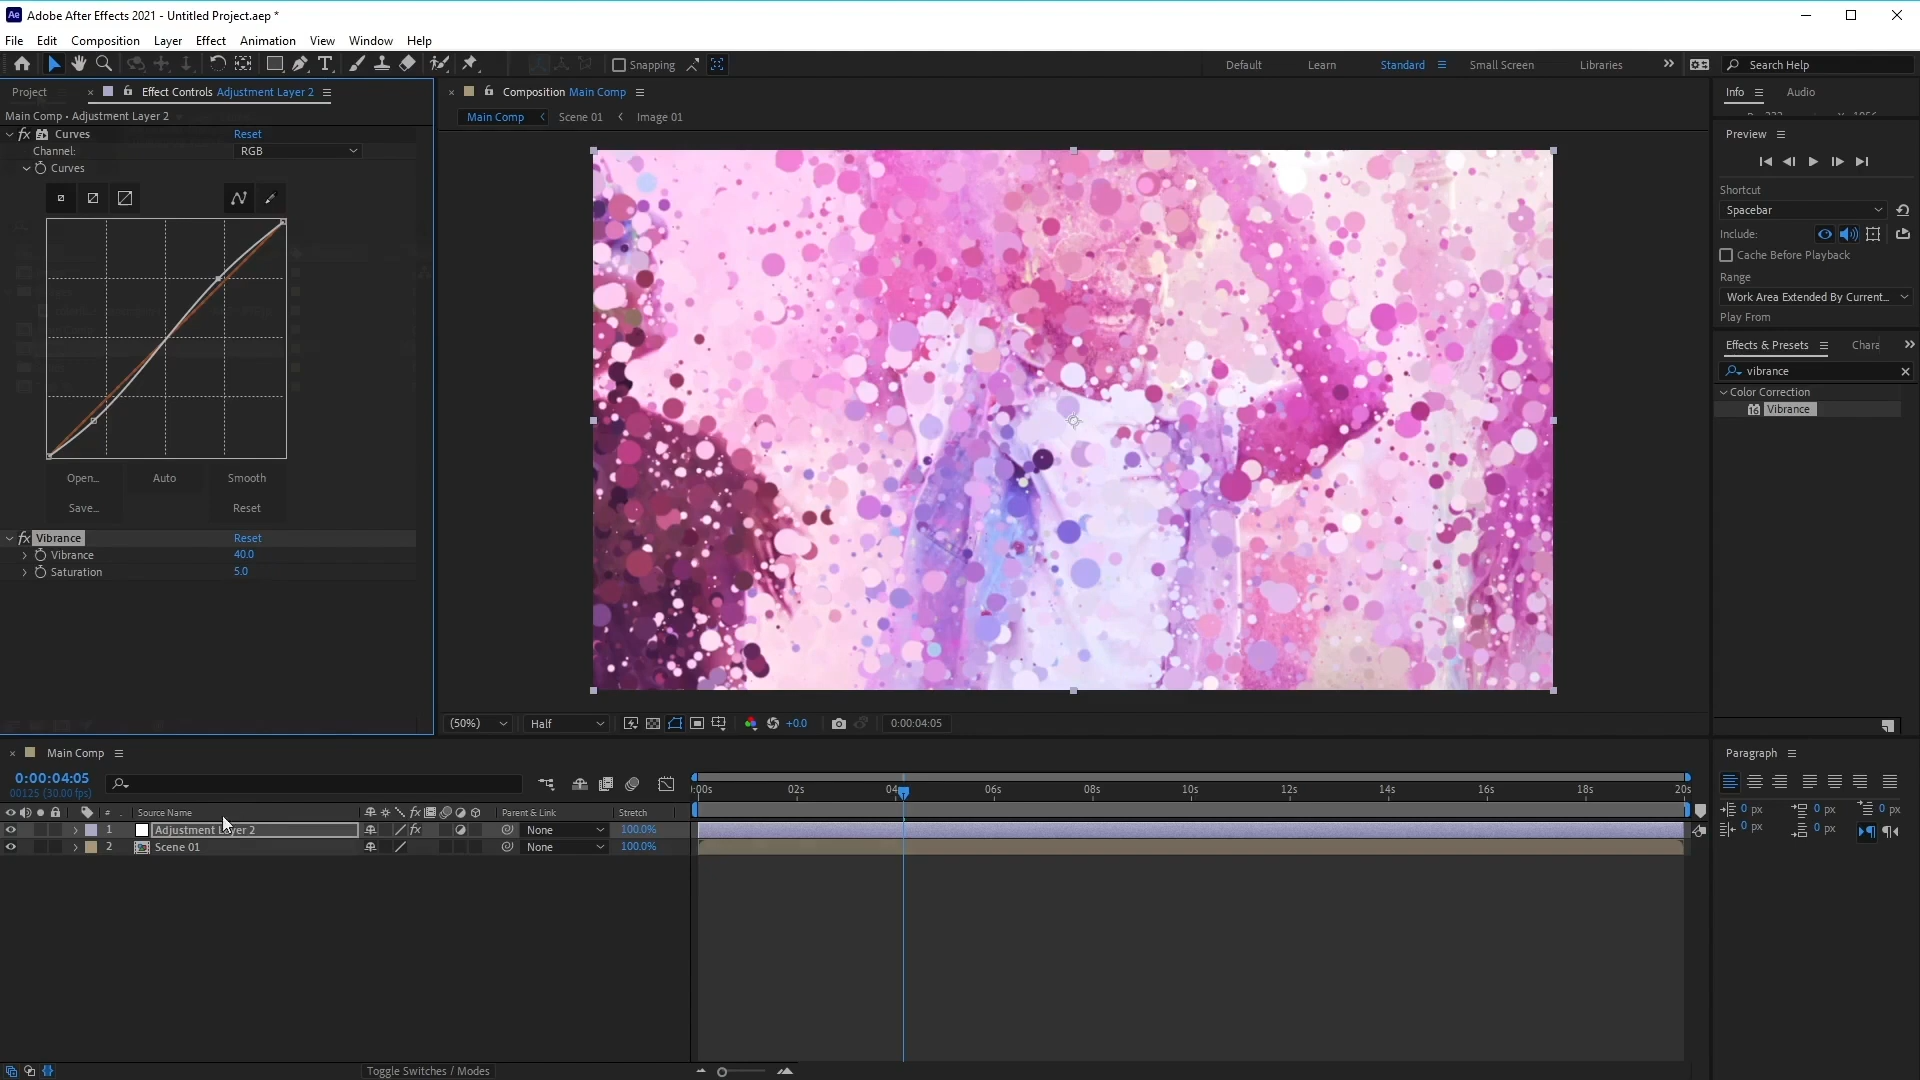 Adobe After Effects 2021 - Untitled Project.aep *
File Edit Composition Layer Effect Animation View Window Help
Snapping
Default Learn Standard Small Screen Libraries Search Help
Project Effect Controls Adjustment Layer 2
Main Comp • Adjustment Layer 2
fx Curves Reset
Channel: RGB
Curves
Open... Auto Smooth
Save... Reset
fx Vibrance Reset
Vibrance 40.0
Saturation 5.0
Composition Main Comp
Main Comp Scene 01 Image 01
(50%) Half +0.0 0:00:04:05
Info Audio
Preview
Shortcut
Spacebar
Include:
Cache Before Playback
Range
Work Area Extended By Current...
Play From
Effects & Presets Chara
vibrance
Color Correction
Vibrance
Main Comp
0:00:04:05
00125 (30.00 fps)
:00s 02s 04 06s 08s 10s 12s 14s 16s 18s 20s
# Source Name fx Parent & Link Stretch
1 Adjustment Layer 2 fx None 100.0%
2 Scene 01 None 100.0%
Toggle Switches / Modes
Paragraph
0 px 0 px 0 px
0 px 0 px